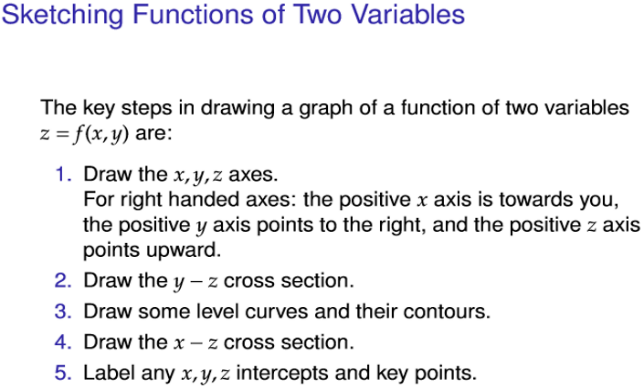 Sketching Functions of Two Variables
The key steps in drawing a graph of a function of two variables
z = f(x, y) are:
1. Draw the x, y, z axes.
For right handed axes: the positive x axis is towards you,
the positive y axis points to the right, and the positive z axis
points upward.
2. Draw the y − z cross section.
3. Draw some level curves and their contours.
4. Draw the x − z cross section.
5. Label any x, y, z intercepts and key points.